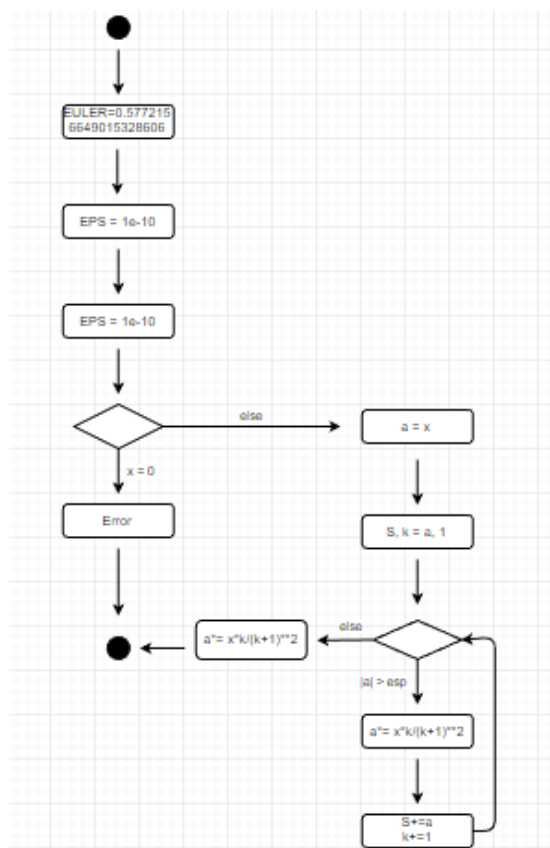 EULER=0.577215
6649015328606
EPS = 1e-10
EPS = 1e-10
else
a = x
x = 0
Error
S, k = a, 1
else
a*= x*k/(k+1)**2
|a| > esp
a*= x*k/(k+1)**2
S+=a
k+=1